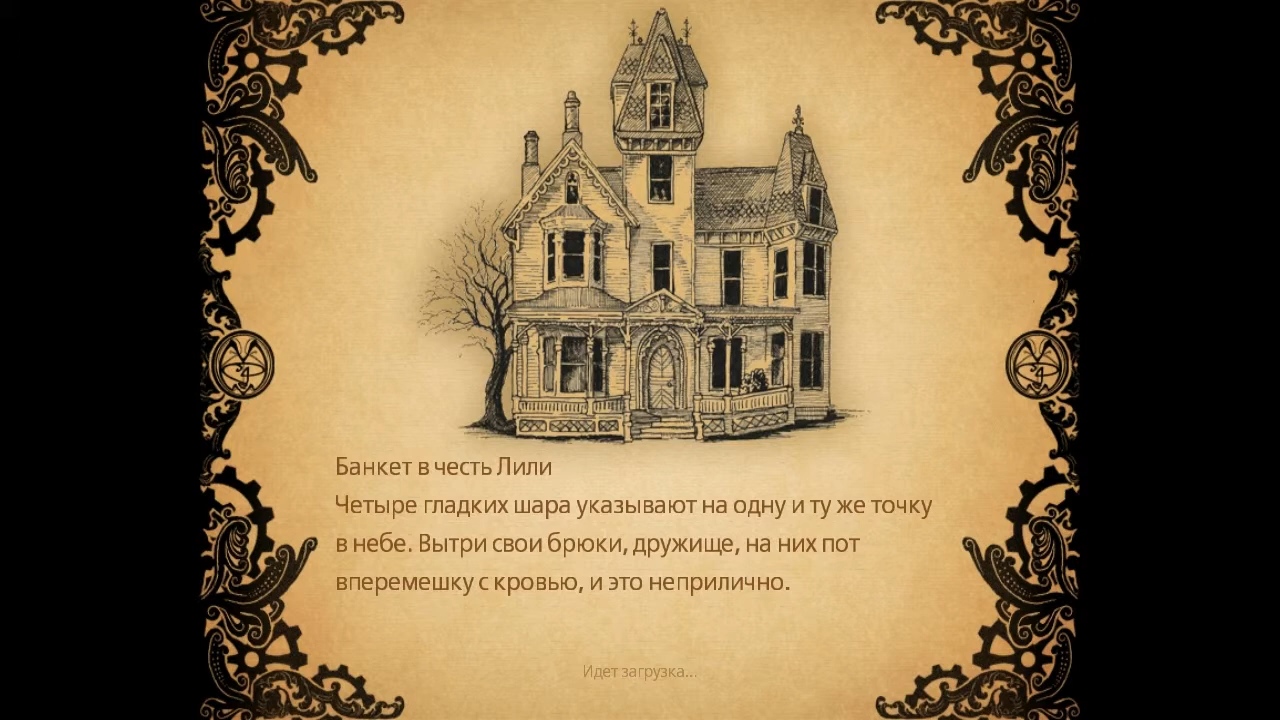 Банкет в честь Лили
Четыре гладких шара указывают на одну и ту же точку
в небе. Вытри свои брюки, дружище, на них пот
вперемешку с кровью, и это неприлично.
Идет загрузка...